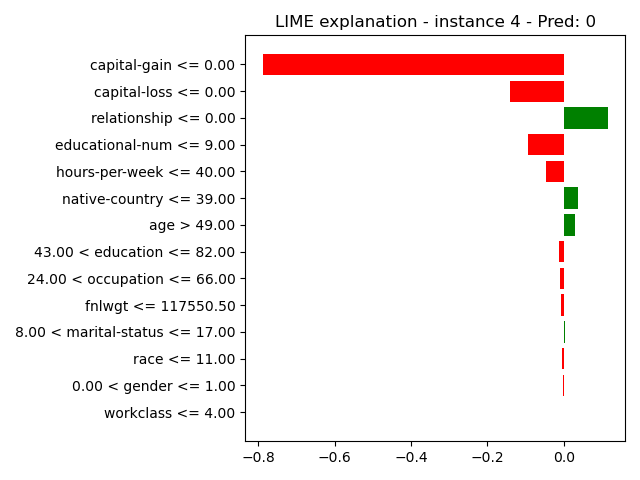 LIME explanation - instance 4 - Pred: 0
capital-gain <= 0.00
capital-loss <= 0.00
relationship <= 0.00
educational-num <= 9.00
hours-per-week <= 40.00
native-country <= 39.00
age > 49.00
43.00 < education <= 82.00
24.00 < occupation <= 66.00
fnlwgt <= 117550.50
8.00 < marital-status <= 17.00
race <= 11.00
0.00 < gender <= 1.00
workclass <= 4.00
−0.8 −0.6 −0.4 −0.2 0.0